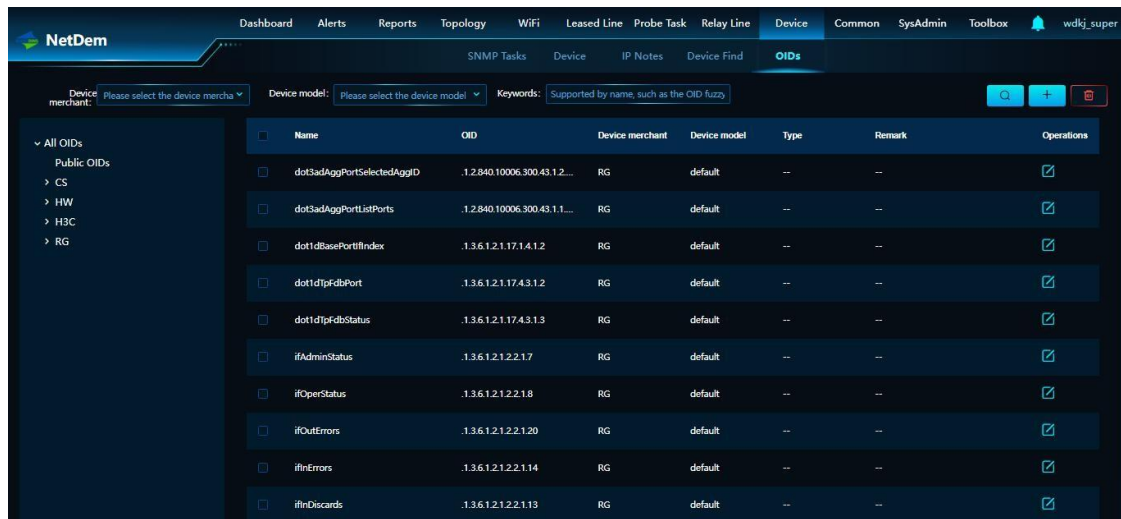 NetDem
Dashboard Alerts Reports Topology WiFi Leased Line Probe Task Relay Line Device Common SysAdmin Toolbox wdkj_super
SNMP Tasks Device IP Notes Device Find OIDs
Device merchant: Please select the device mercha Device model: Please select the device model Keywords: Supported by name, such as the OID fuzzy
All OIDs
Public OIDs
CS
HW
H3C
RG
Name OID Device merchant Device model Type Remark Operations
dot3adAggPortSelectedAggID .1.2.840.10006.300.43.1.2.... RG default -- --
dot3adAggPortListPorts .1.2.840.10006.300.43.1.1.... RG default -- --
dot1dBasePortIfIndex .1.3.6.1.2.1.17.1.4.1.2 RG default -- --
dot1dTpFdbPort .1.3.6.1.2.1.17.4.3.1.2 RG default -- --
dot1dTpFdbStatus .1.3.6.1.2.1.17.4.3.1.3 RG default -- --
ifAdminStatus .1.3.6.1.2.1.2.2.1.7 RG default -- --
ifOperStatus .1.3.6.1.2.1.2.2.1.8 RG default -- --
ifOutErrors .1.3.6.1.2.1.2.2.1.20 RG default -- --
ifInErrors .1.3.6.1.2.1.2.2.1.14 RG default -- --
ifInDiscards .1.3.6.1.2.1.2.2.1.13 RG default -- --